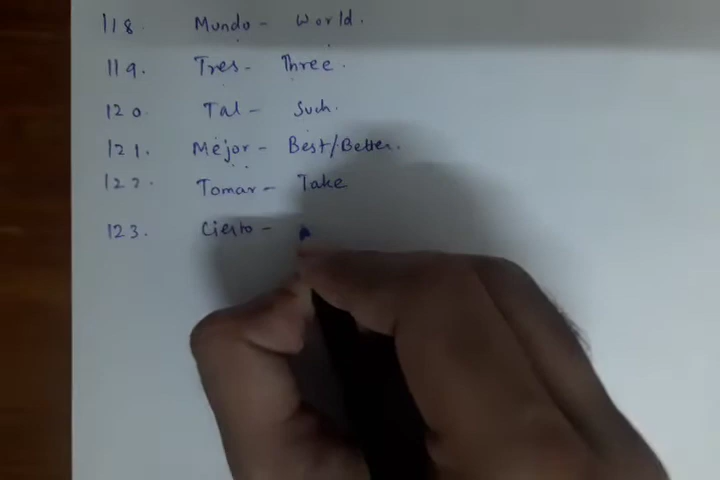 118. Mundo - World.
119. Tres - Three.
120. Tal - Such.
121. Mejor - Best/Better.
122. Tomar - Take
123. Cierto -